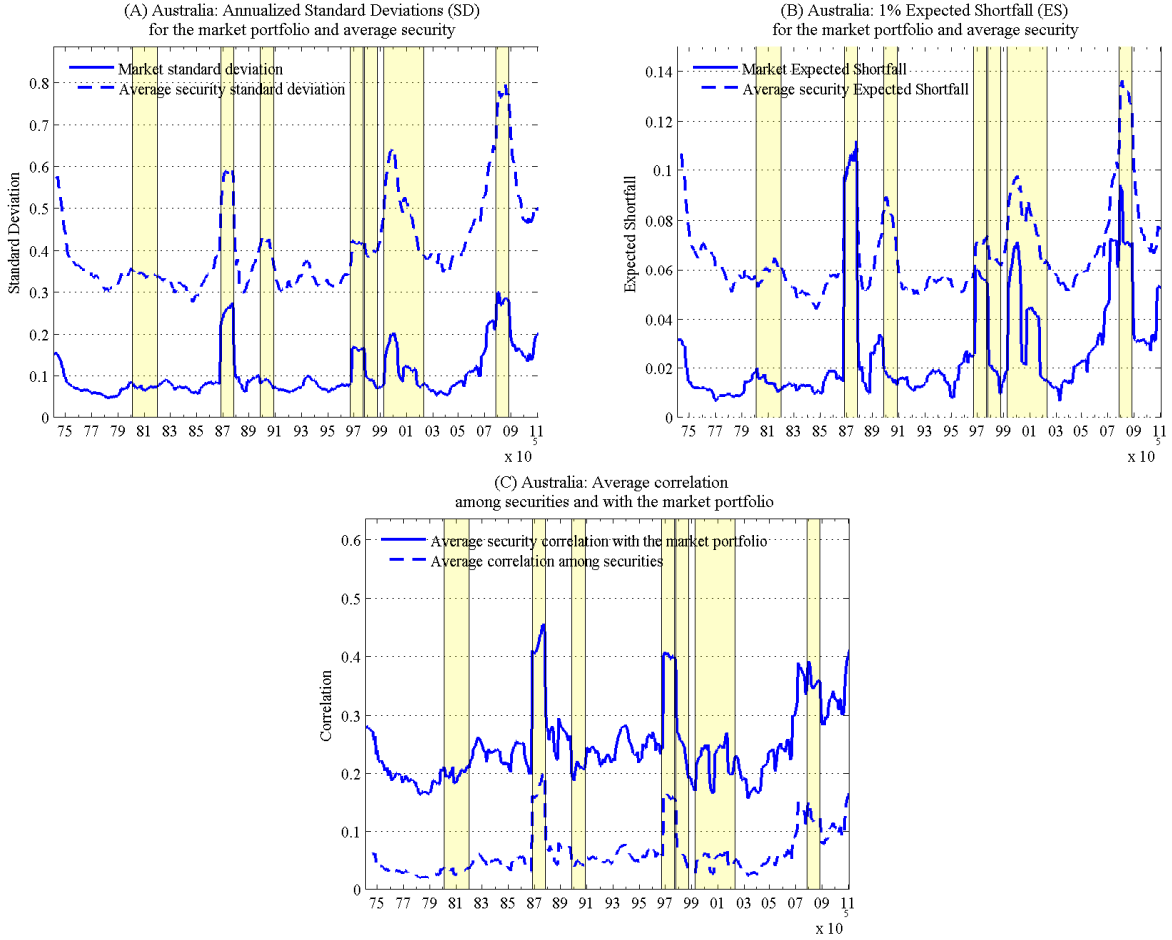 (A) Australia: Annualized Standard Deviations (SD)
for the market portfolio and average security
Market standard deviation
Average security standard deviation
Standard Deviation
0.8
0.7
0.6
0.5
0.4
0.3
0.2
0.1
0
75 77 79 81 83 85 87 89 91 93 95 97 99 01 03 05 07 09 11
x 10^5
(B) Australia: 1% Expected Shortfall (ES)
for the market portfolio and average security
Market Expected Shortfall
Average security Expected Shortfall
Expected Shortfall
0.14
0.12
0.1
0.08
0.06
0.04
0.02
0
75 77 79 81 83 85 87 89 91 93 95 97 99 01 03 05 07 09 11
x 10^5
(C) Australia: Average correlation
among securities and with the market portfolio
Average security correlation with the market portfolio
Average correlation among securities
Correlation
0.6
0.5
0.4
0.3
0.2
0.1
0
75 77 79 81 83 85 87 89 91 93 95 97 99 01 03 05 07 09 11
x 10^5